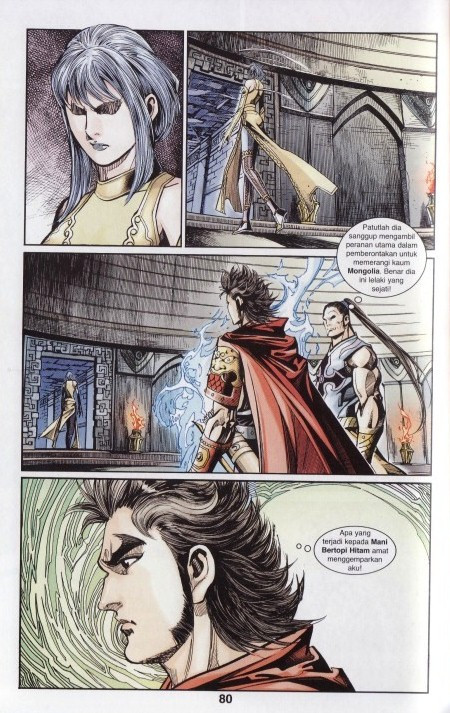 Patutlah dia
sanggup mengambil
peranan utama dalam
pemberontakan untuk
memerangi kaum
Mongolia. Benar dia
ini lelaki yang
sejati!
Apa yang
terjadi kepada Mani
Bertopi Hitam amat
menggemparkan
aku!
80